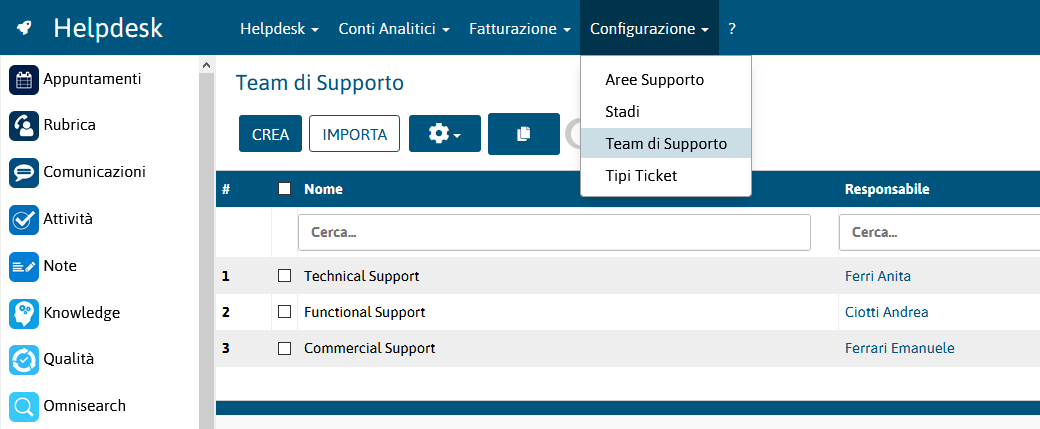 Helpdesk
Helpdesk
Conti Analitici
Fatturazione
Configurazione
?
Appuntamenti
Rubrica
Comunicazioni
Attività
Note
Knowledge
Qualità
Omnisearch
Team di Supporto
CREA
IMPORTA
Aree Supporto
Stadi
Team di Supporto
Tipi Ticket
# Nome Responsabile
Cerca... Cerca...
1 Technical Support Ferri Anita
2 Functional Support Ciotti Andrea
3 Commercial Support Ferrari Emanuele